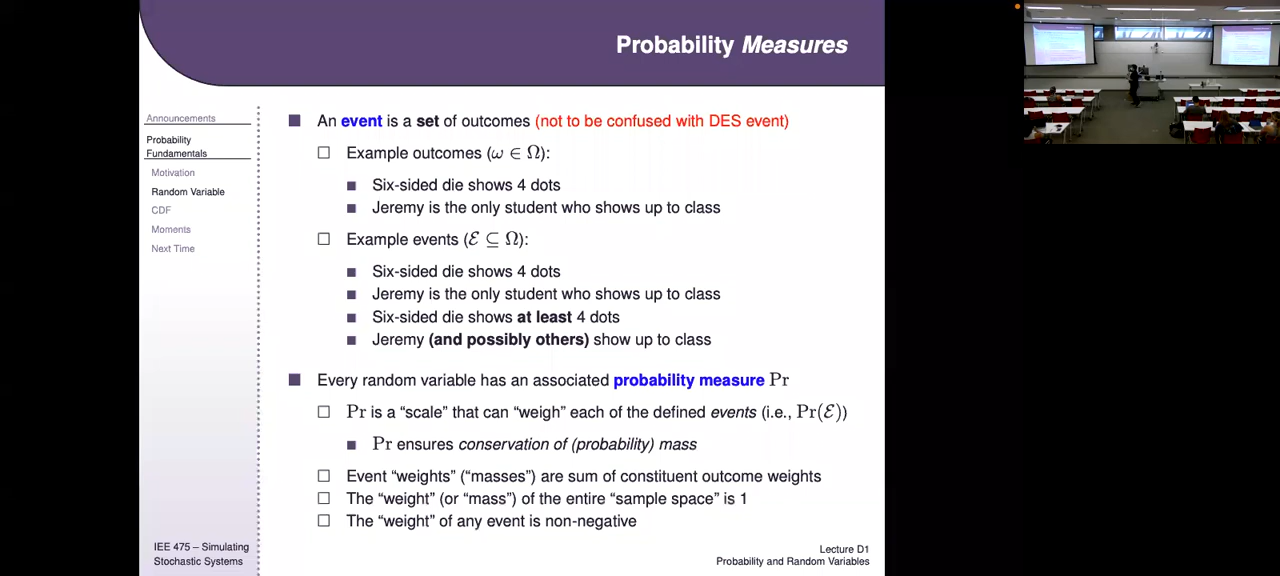 Probability Measures
Announcements
Probability
Fundamentals
Motivation
Random Variable
CDF
Moments
Next Time
■ An event is a set of outcomes (not to be confused with DES event)
□ Example outcomes (ω ∈ Ω):
■ Six-sided die shows 4 dots
■ Jeremy is the only student who shows up to class
□ Example events (ℰ ⊆ Ω):
■ Six-sided die shows 4 dots
■ Jeremy is the only student who shows up to class
■ Six-sided die shows at least 4 dots
■ Jeremy (and possibly others) show up to class
■ Every random variable has an associated probability measure Pr
□ Pr is a “scale” that can “weigh” each of the defined events (i.e., Pr(ℰ))
■ Pr ensures conservation of (probability) mass
□ Event “weights” (“masses”) are sum of constituent outcome weights
□ The “weight” (or “mass”) of the entire “sample space” is 1
□ The “weight” of any event is non-negative
IEE 475 – Simulating
Stochastic Systems
Lecture D1
Probability and Random Variables